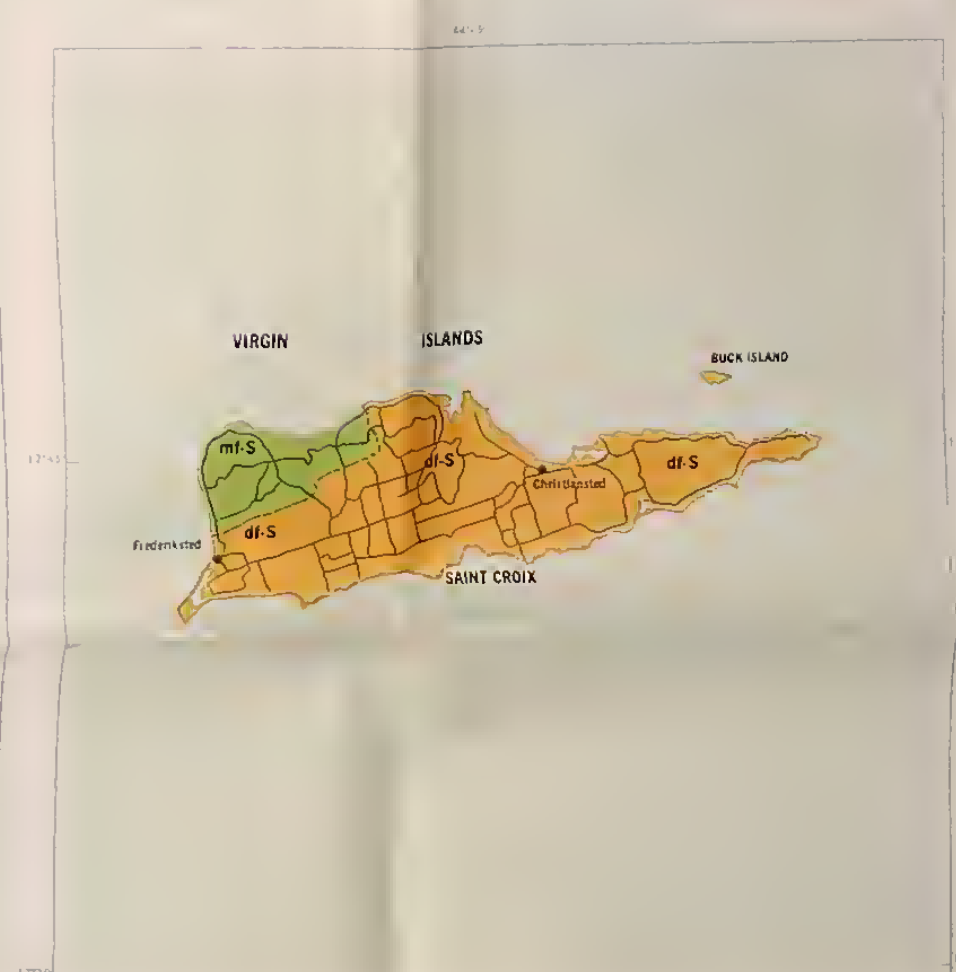 VIRGIN ISLANDS
BUCK ISLAND
mf-S
df-S
df-S
Christiansted
df-S
Frederiksted
SAINT CROIX